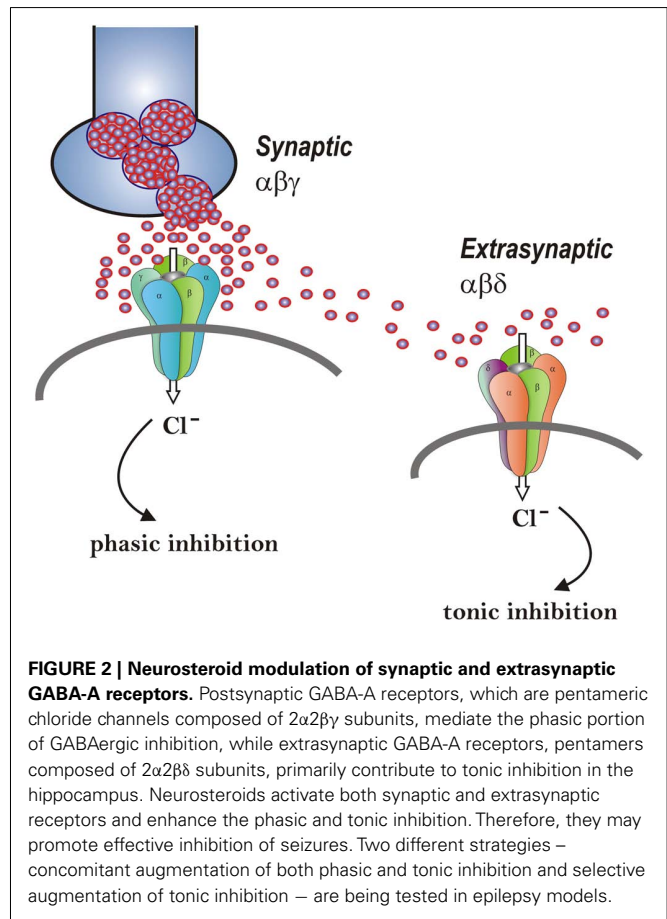 Synaptic
αβγ
Extrasynaptic
αβδ
γ
β
α
α
β
δ
β
α
α
β
Cl⁻
phasic inhibition
Cl⁻
tonic inhibition
FIGURE 2 | Neurosteroid modulation of synaptic and extrasynaptic
GABA-A receptors. Postsynaptic GABA-A receptors, which are pentameric
chloride channels composed of 2α2βγ subunits, mediate the phasic portion
of GABAergic inhibition, while extrasynaptic GABA-A receptors, pentamers
composed of 2α2βδ subunits, primarily contribute to tonic inhibition in the
hippocampus. Neurosteroids activate both synaptic and extrasynaptic
receptors and enhance the phasic and tonic inhibition. Therefore, they may
promote effective inhibition of seizures. Two different strategies –
concomitant augmentation of both phasic and tonic inhibition and selective
augmentation of tonic inhibition – are being tested in epilepsy models.